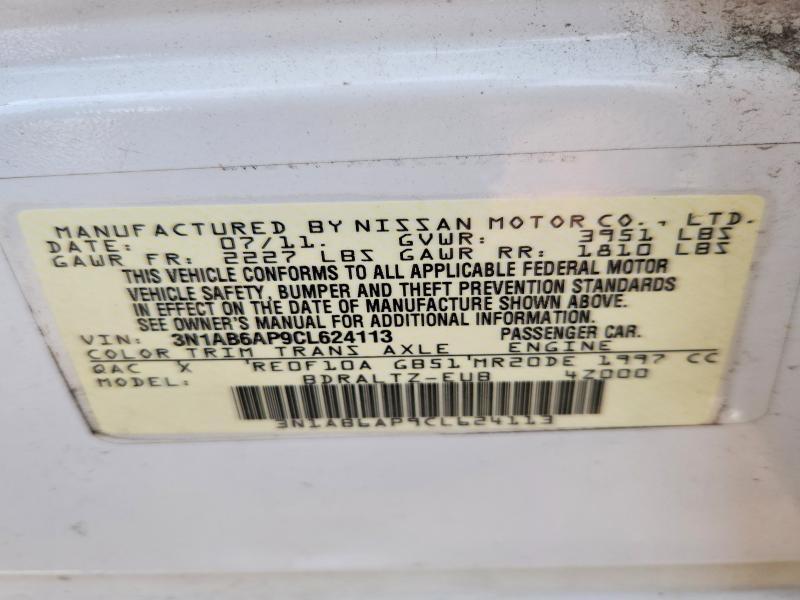 MANUFACTURED BY NISSAN MOTOR CO., LTD.
DATE: 07/11. GVWR: 3951 LBS
GAWR FR: 2227 LBS GAWR RR: 1810 LBS
THIS VEHICLE CONFORMS TO ALL APPLICABLE FEDERAL MOTOR
VEHICLE SAFETY, BUMPER AND THEFT PREVENTION STANDARDS
IN EFFECT ON THE DATE OF MANUFACTURE SHOWN ABOVE.
SEE OWNER'S MANUAL FOR ADDITIONAL INFORMATION.
VIN: 3N1AB6AP9CL624113 PASSENGER CAR.
COLOR TRIM TRANS AXLE ENGINE
QAC X 'RE0F10A GB51'MR20DE 1997 CC
MODEL: BDRALTZ-EUB 4Z000
3N1AB6AP9CL624113